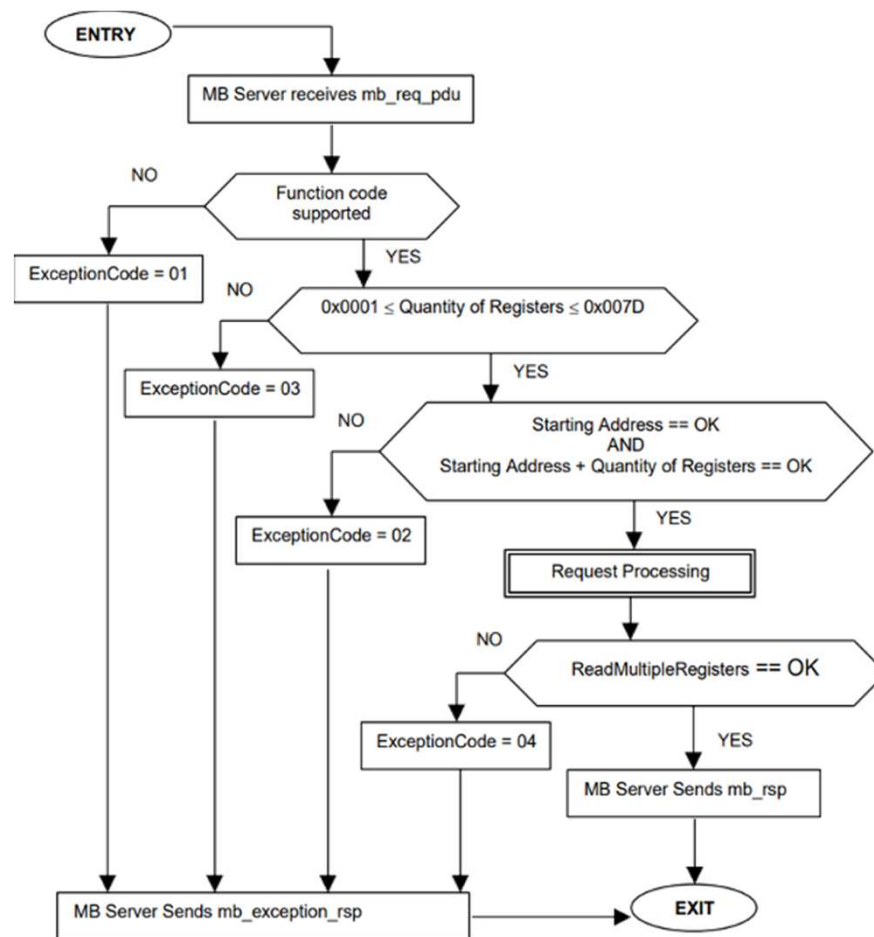 ENTRY
MB Server receives mb_req_pdu
NO
Function code
supported
YES
ExceptionCode = 01
NO
0x0001 ≤ Quantity of Registers ≤ 0x007D
YES
ExceptionCode = 03
NO
Starting Address == OK
AND
Starting Address + Quantity of Registers == OK
YES
ExceptionCode = 02
Request Processing
NO
ReadMultipleRegisters == OK
YES
ExceptionCode = 04
MB Server Sends mb_rsp
MB Server Sends mb_exception_rsp
EXIT